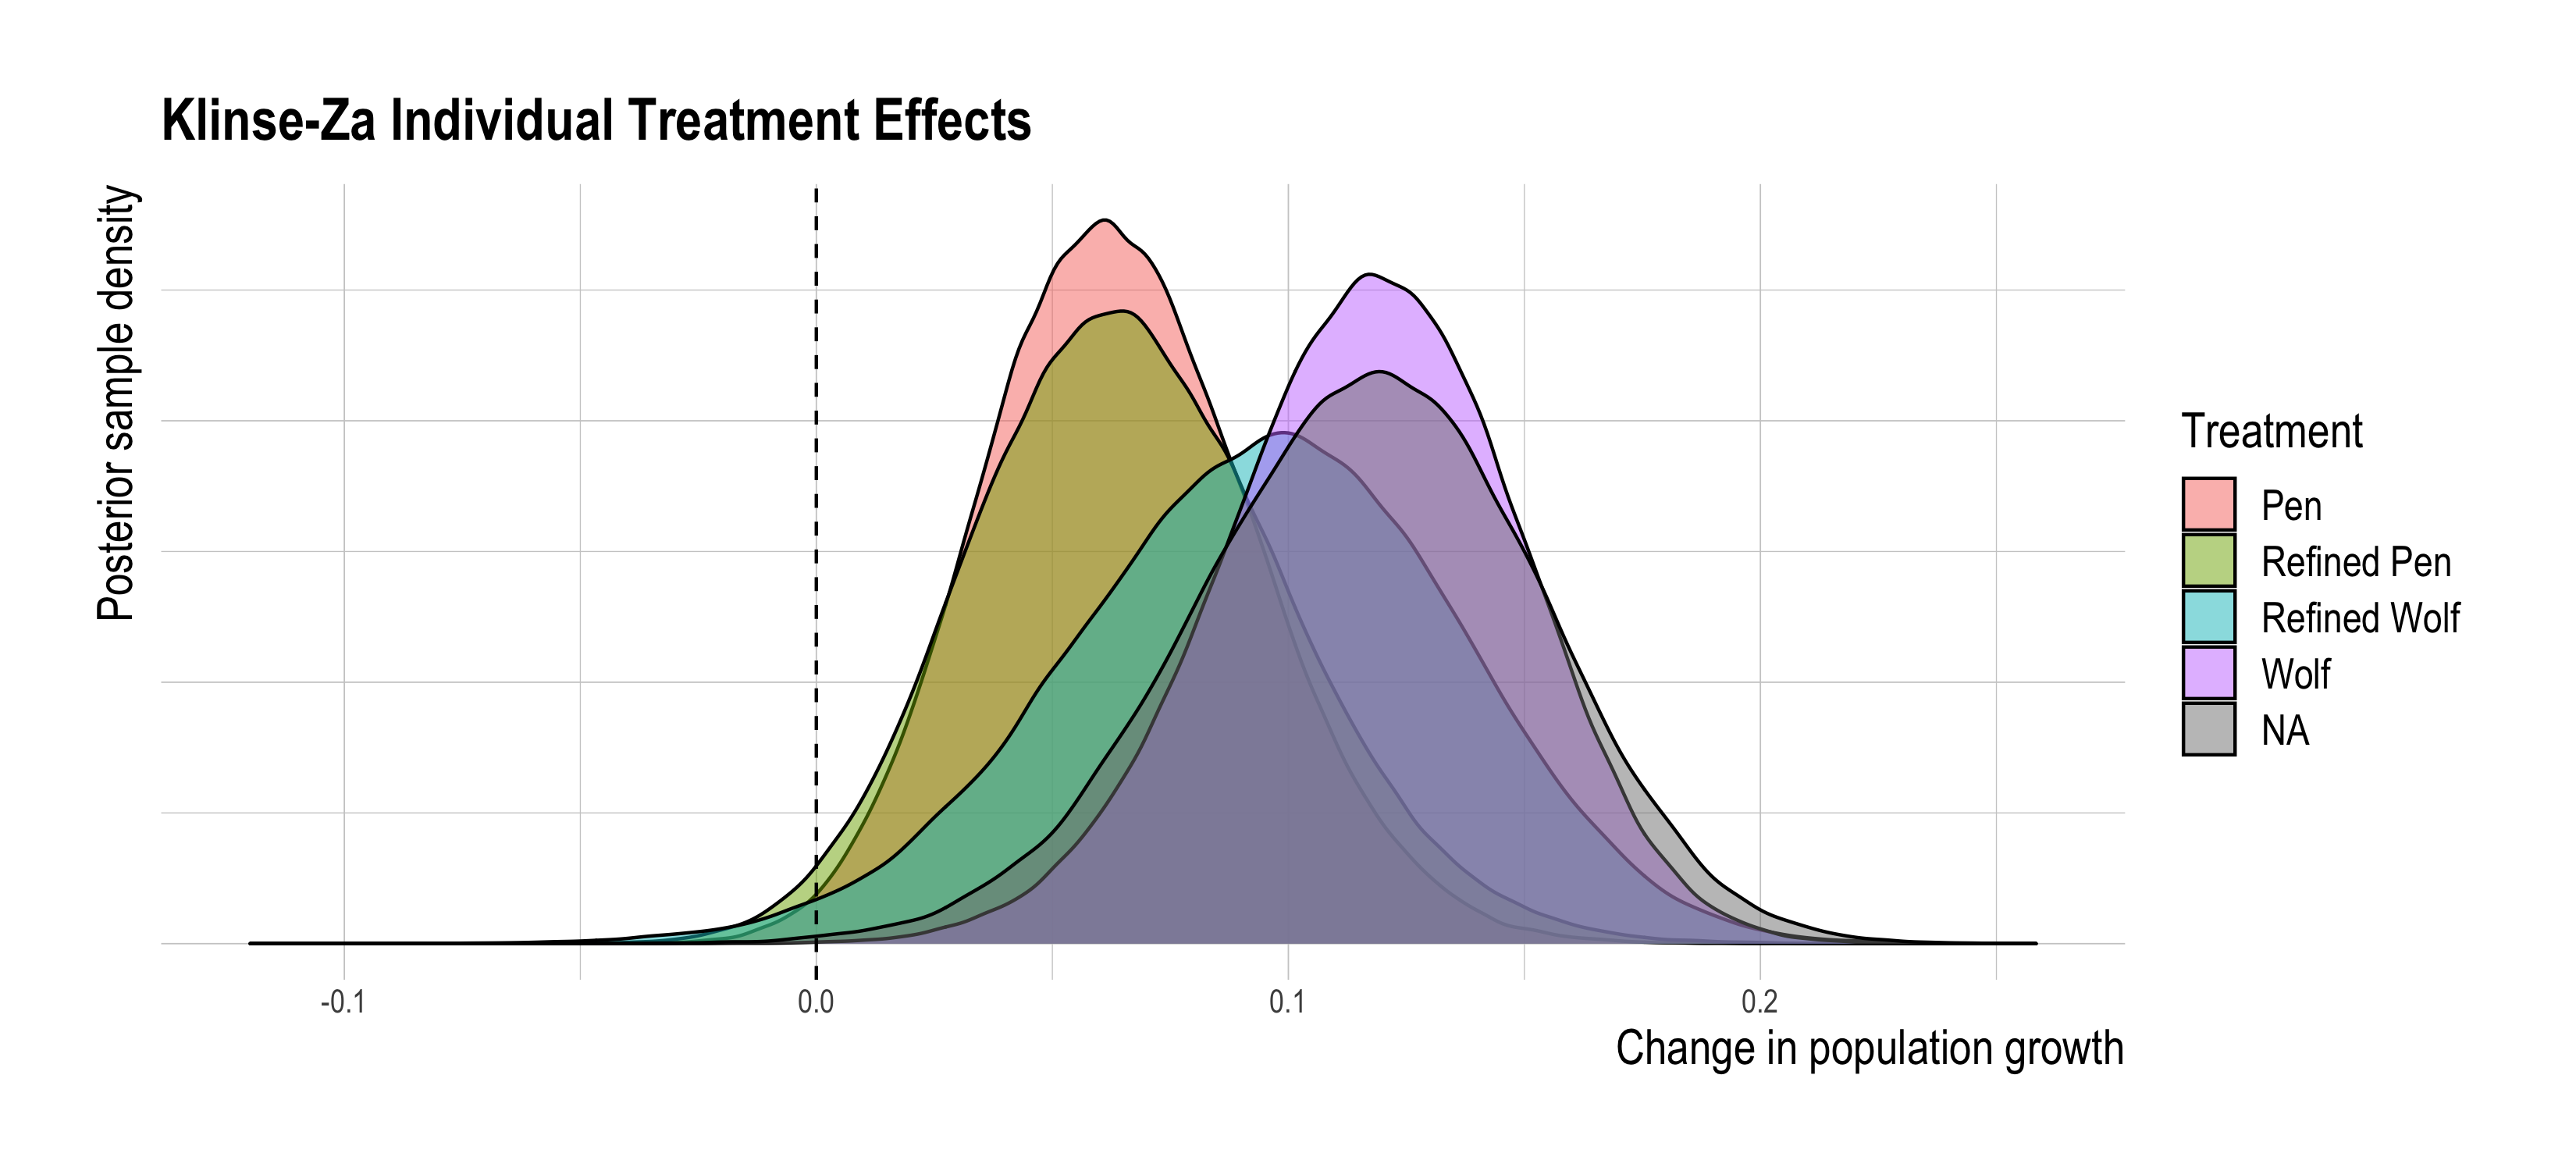 Klinse-Za Individual Treatment Effects
Posterior sample density
Treatment
Pen
Refined Pen
Refined Wolf
Wolf
NA
-0.1
0.0
0.1
0.2
Change in population growth